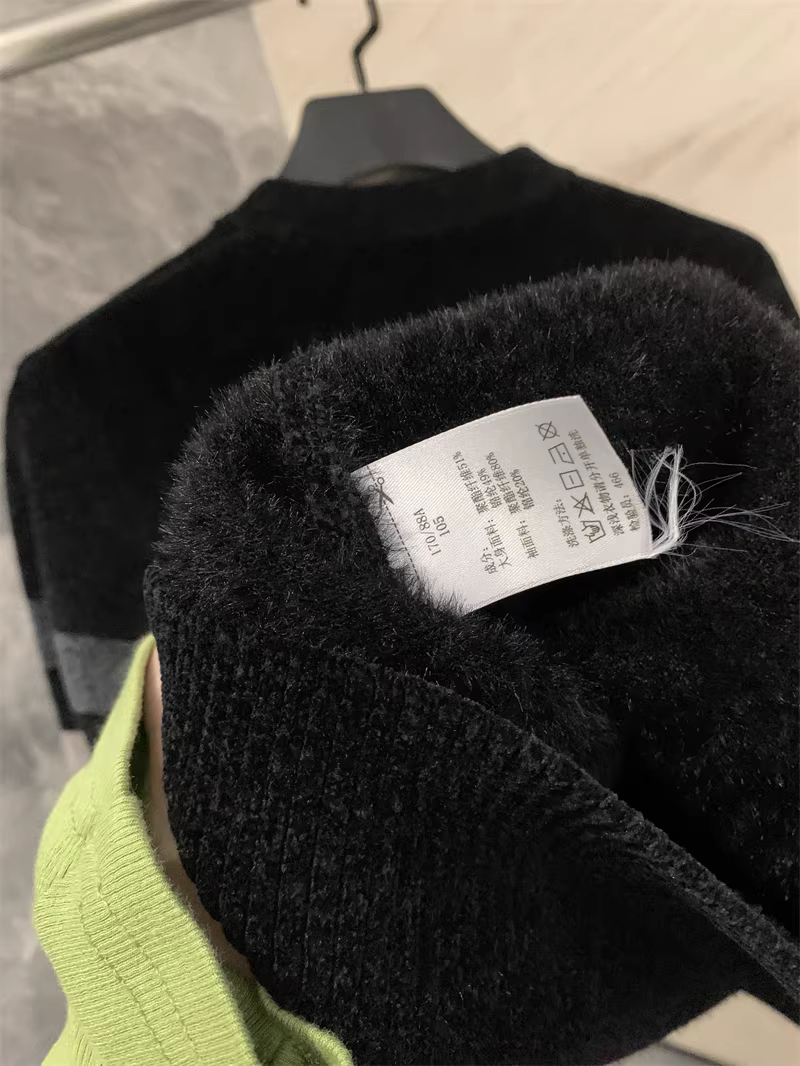 170/88A
105
成分：
大身面料：聚酯纤维51%
锦纶49%
袖面料：聚酯纤维80%
锦纶20%
洗涤方法：
深浅衣物请分开单独洗
检验品：166